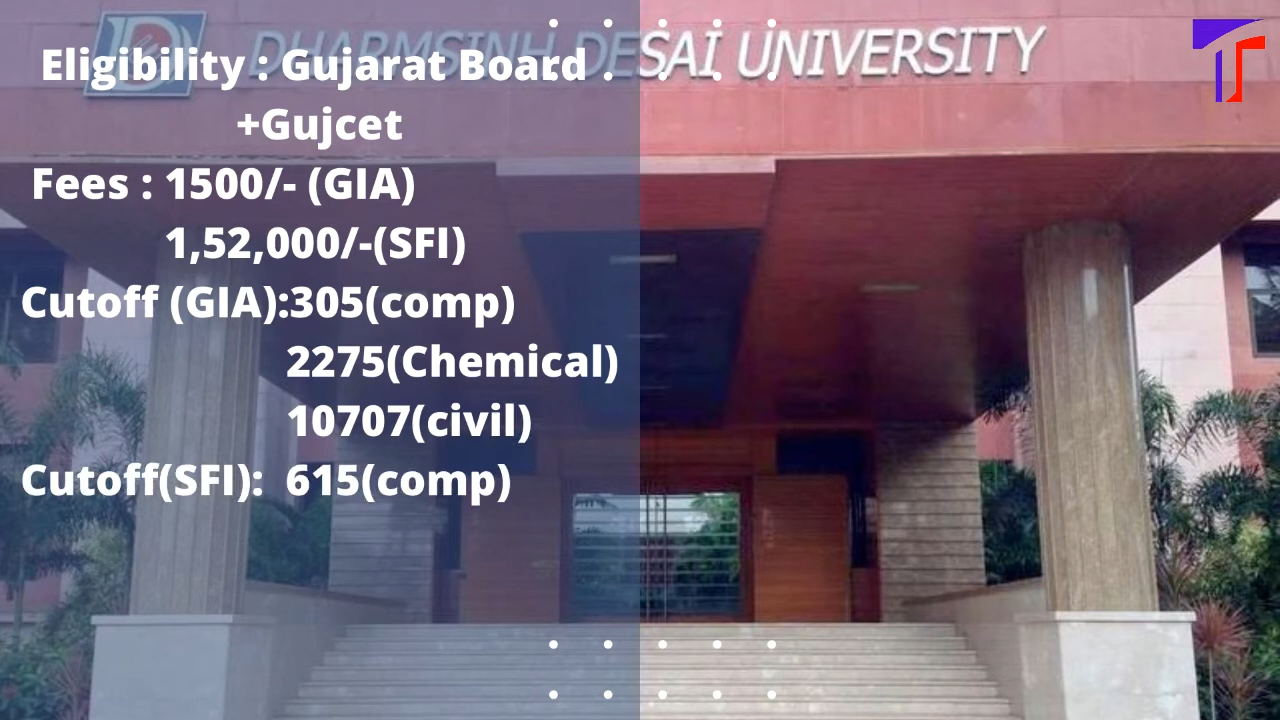 DHARMSINH DESAI UNIVERSITY
Eligibility : Gujarat Board
+Gujcet
Fees : 1500/- (GIA)
1,52,000/-(SFI)
Cutoff (GIA):305(comp)
2275(Chemical)
10707(civil)
Cutoff(SFI): 615(comp)